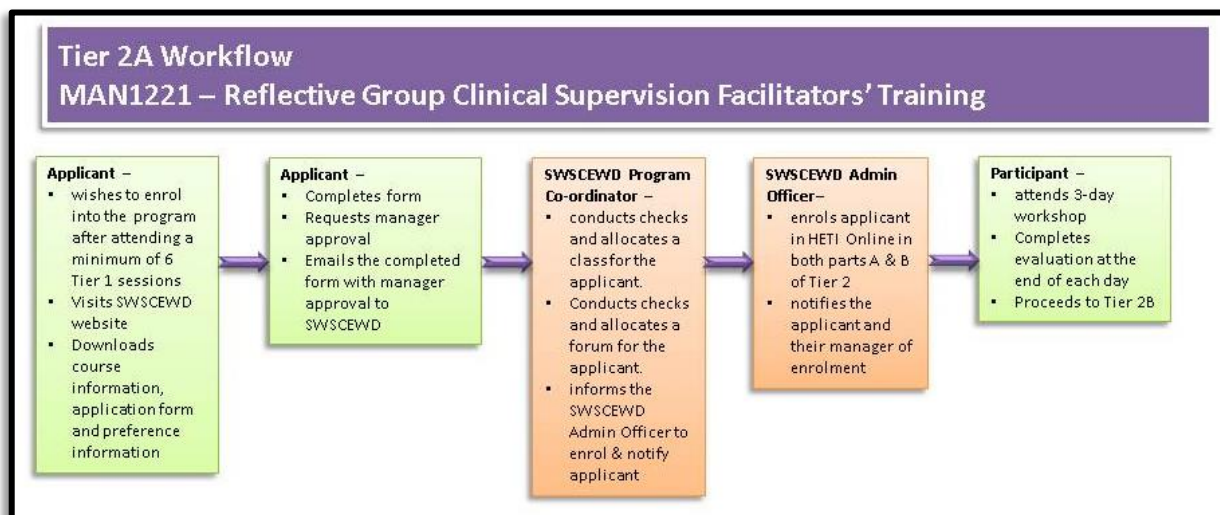 Tier 2A Workflow
MAN1221 – Reflective Group Clinical Supervision Facilitators' Training
Applicant –
▪ wishes to enrol
into the program
after attending a
minimum of 6
Tier 1 sessions
▪ Visits SWSCEWD
website
▪ Downloads
course
information,
application form
and preference
information
Applicant –
▪ Completes form
▪ Requests manager
approval
▪ Emails the completed
form with manager
approval to
SWSCEWD
SWSCEWD Program
Co-ordinator –
▪ conducts checks
and allocates a
class for the
applicant.
▪ Conducts checks
and allocates a
forum for the
applicant.
▪ informs the
SWSCEWD
Admin Officer to
enrol & notify
applicant
SWSCEWD Admin
Officer–
▪ enrols applicant
in HETI Online in
both parts A & B
of Tier 2
▪ notifies the
applicant and
their manager of
enrolment
Participant –
▪ attends 3-day
workshop
▪ Completes
evaluation at the
end of each day
▪ Proceeds to Tier 2B